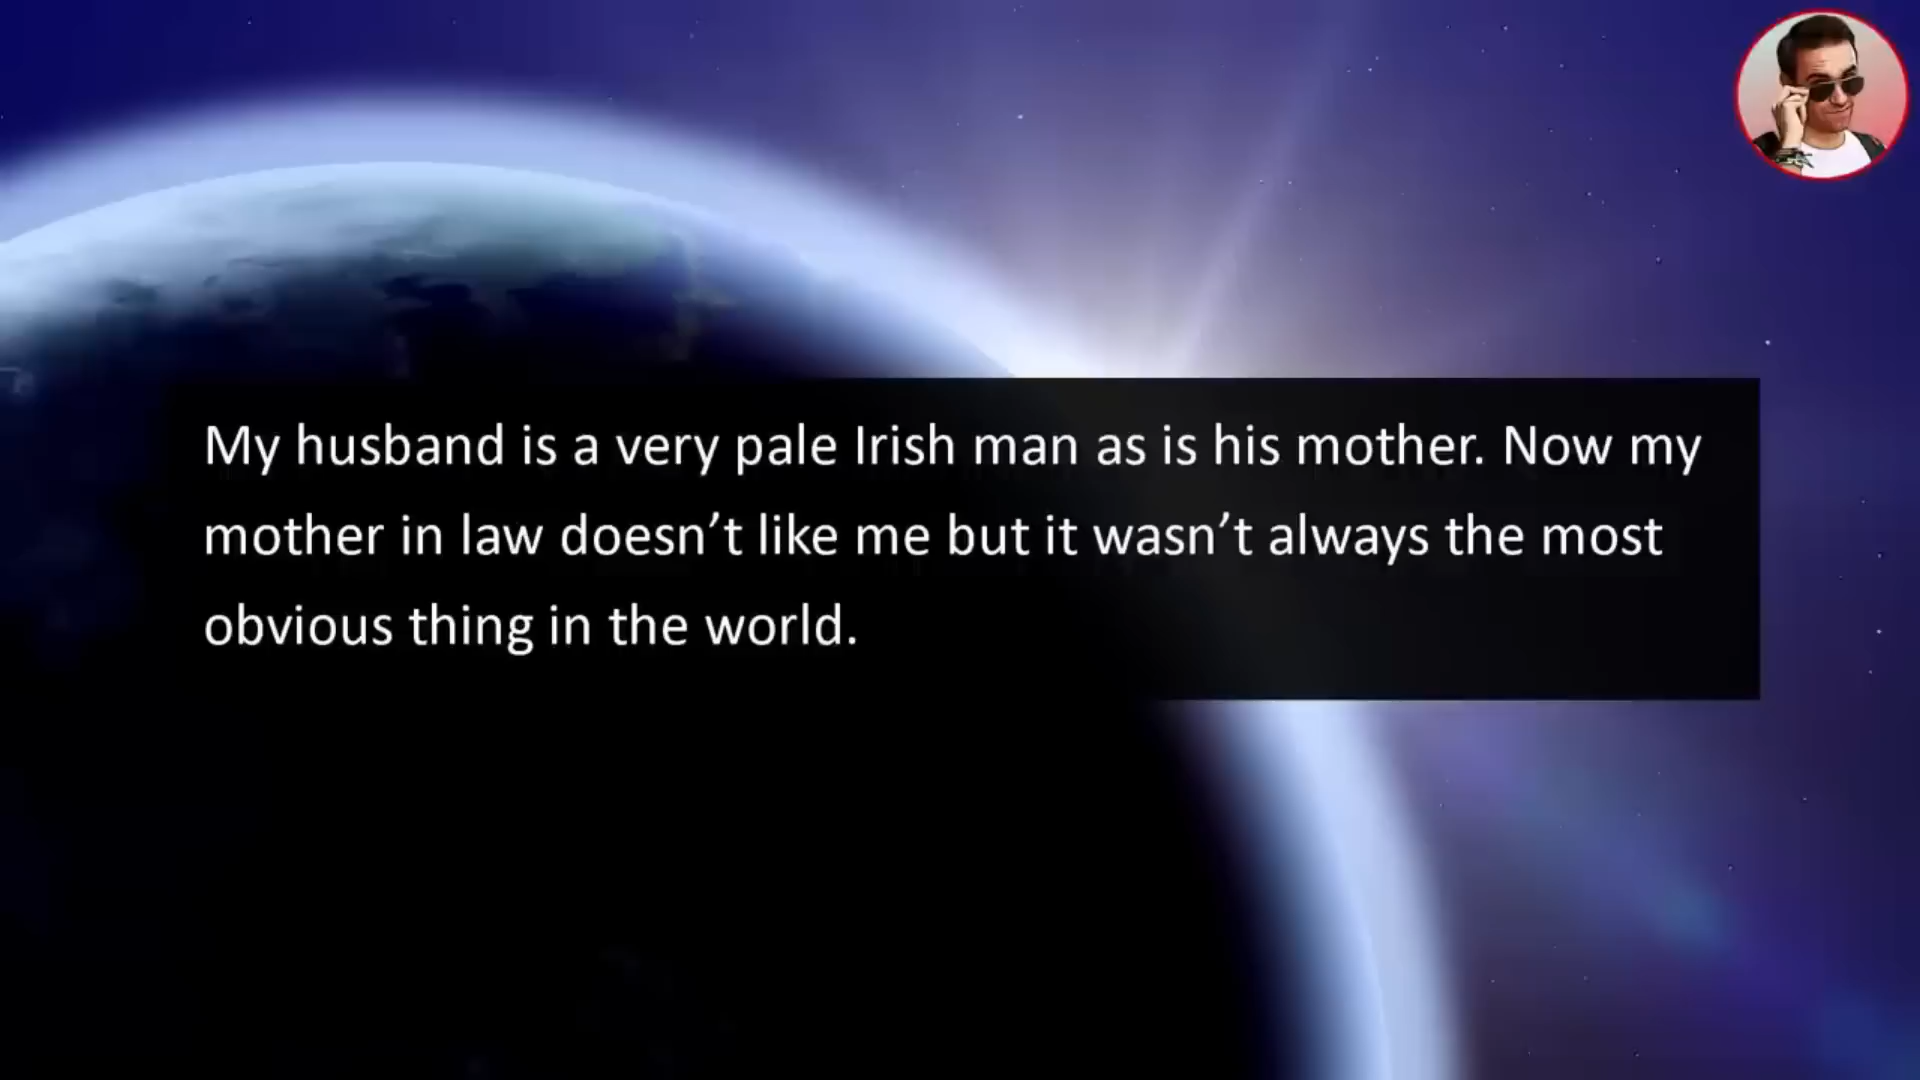 My husband is a very pale Irish man as is his mother. Now my
mother in law doesn’t like me but it wasn’t always the most
obvious thing in the world.